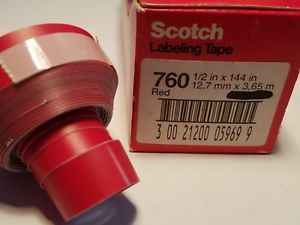 Scotch
Labeling Tape
760 1/2 in x 144 in
12,7 mm x 3,65 m
Red
3 00 21200 05969 9